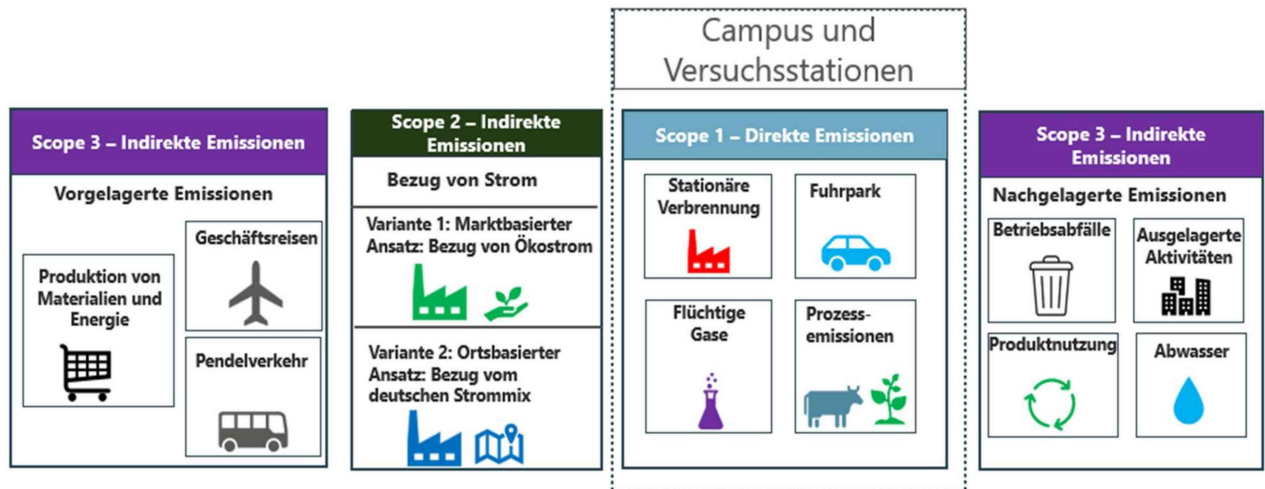 Campus und
Versuchsstationen
Scope 3 – Indirekte Emissionen
Vorgelagerte Emissionen
Produktion von
Materialien und
Energie
Geschäftsreisen
Pendelverkehr
Scope 2 – Indirekte
Emissionen
Bezug von Strom
Variante 1: Marktbasierter
Ansatz: Bezug von Ökostrom
Variante 2: Ortsbasierter
Ansatz: Bezug vom
deutschen Strommix
Scope 1 – Direkte Emissionen
Stationäre
Verbrennung
Fuhrpark
Flüchtige
Gase
Prozess-
emissionen
Scope 3 – Indirekte
Emissionen
Nachgelagerte Emissionen
Betriebsabfälle
Ausgelagerte
Aktivitäten
Produktnutzung
Abwasser